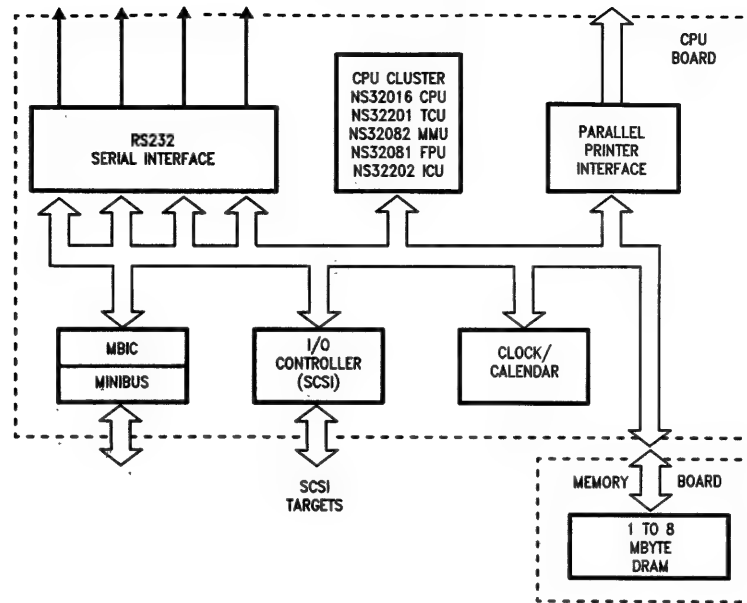 CPU
BOARD
CPU CLUSTER
NS32016 CPU
NS32201 TCU
NS32082 MMU
NS32081 FPU
NS32202 ICU
RS232
SERIAL INTERFACE
PARALLEL
PRINTER
INTERFACE
MBIC
MINIBUS
I/O
CONTROLLER
(SCSI)
CLOCK/
CALENDAR
SCSI
TARGETS
MEMORY BOARD
1 TO 8
MBYTE
DRAM